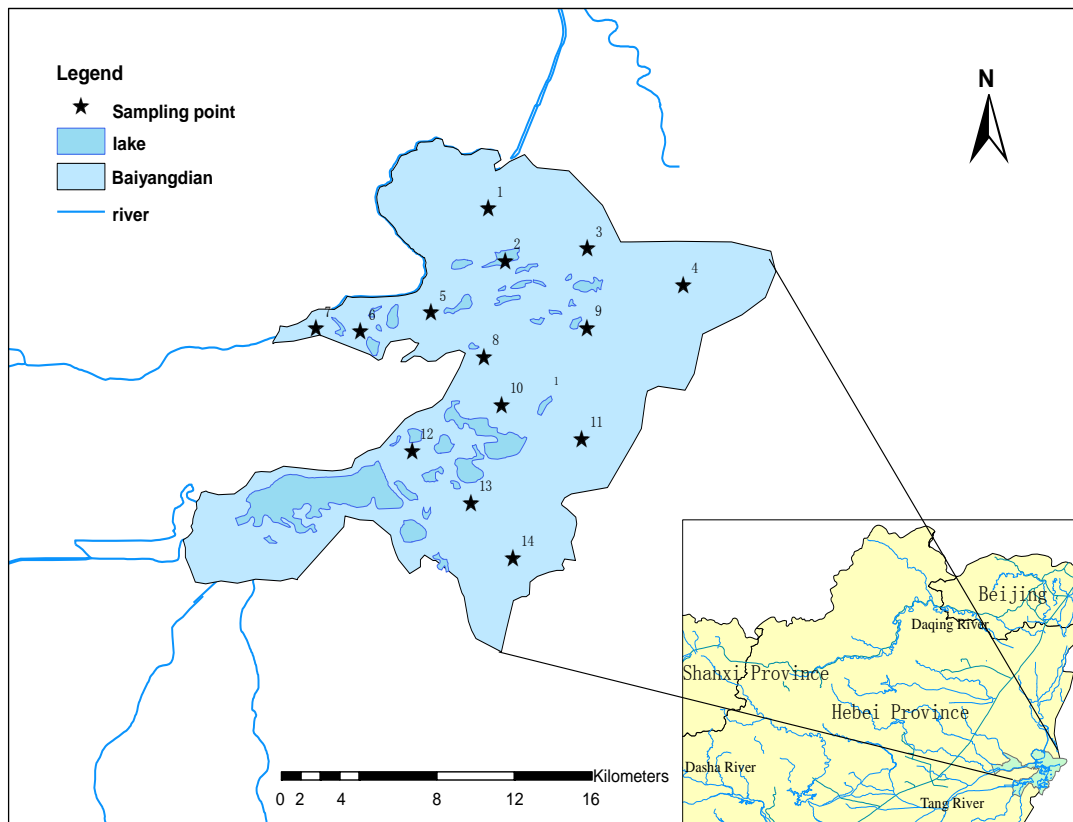 Legend
Sampling point
lake
Baiyangdian
river
N
1
2
3
4
5
6
7
8
9
10
1
11
12
13
14
Kilometers
0 2 4 8 12 16
Beijing
Daqing River
Shanxi Province
Hebei Province
Dasha River
Tang River